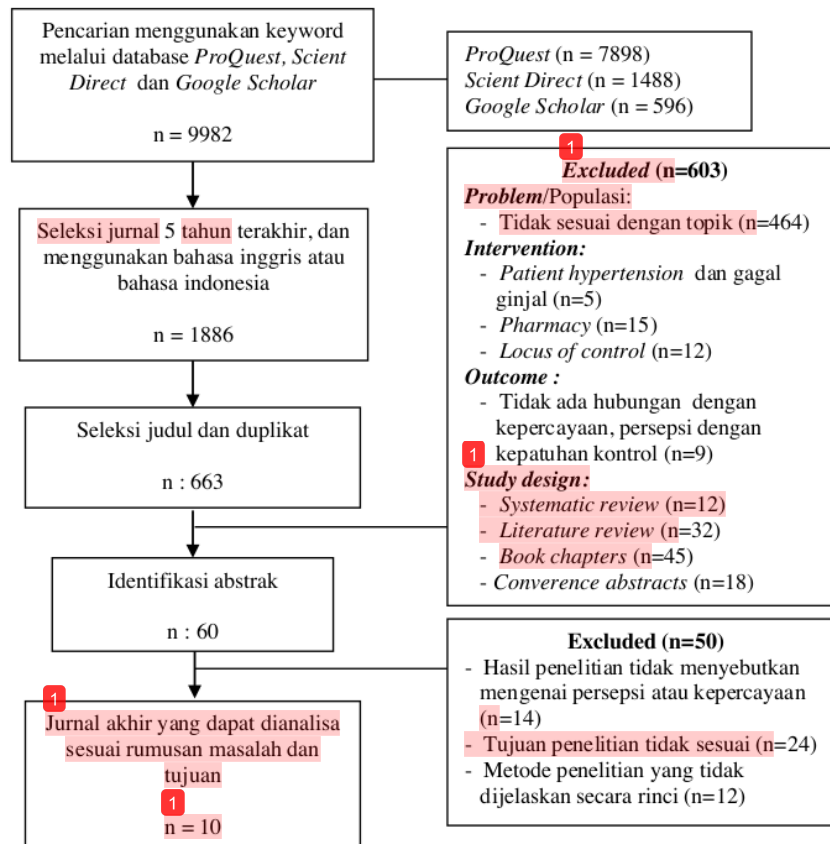 Pencarian menggunakan keyword
melalui database ProQuest, Scient
Direct dan Google Scholar
n = 9982
ProQuest (n = 7898)
Scient Direct (n = 1488)
Google Scholar (n = 596)
Seleksi jurnal 5 tahun terakhir, dan
menggunakan bahasa inggris atau
bahasa indonesia
n = 1886
1
Excluded (n=603)
Problem/Populasi:
- Tidak sesuai dengan topik (n=464)
Intervention:
- Patient hypertension dan gagal
ginjal (n=5)
- Pharmacy (n=15)
- Locus of control (n=12)
Outcome :
- Tidak ada hubungan dengan
kepercayaan, persepsi dengan
1 kepatuhan kontrol (n=9)
Study design:
- Systematic review (n=12)
- Literature review (n=32)
- Book chapters (n=45)
- Converence abstracts (n=18)
Seleksi judul dan duplikat
n : 663
Identifikasi abstrak
n : 60
Excluded (n=50)
- Hasil penelitian tidak menyebutkan
mengenai persepsi atau kepercayaan
(n=14)
- Tujuan penelitian tidak sesuai (n=24)
- Metode penelitian yang tidak
dijelaskan secara rinci (n=12)
1
Jurnal akhir yang dapat dianalisa
sesuai rumusan masalah dan
tujuan
1
n = 10